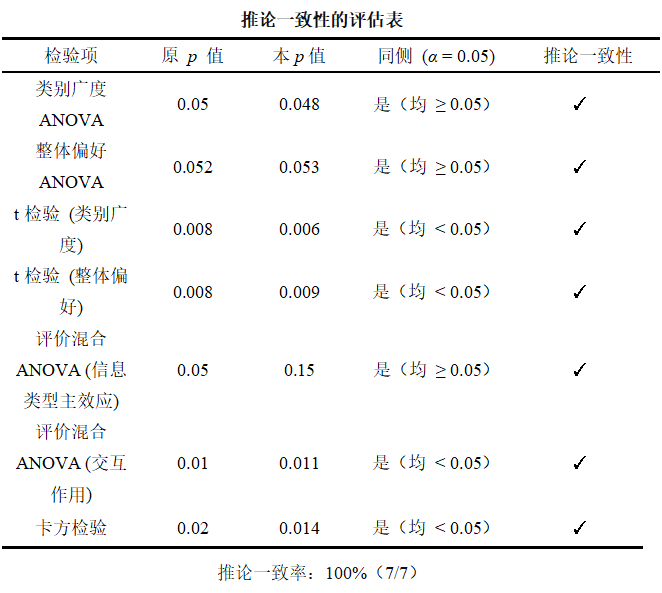 推论一致性的评估表
检验项 原 p 值 本 p 值 同侧 (α = 0.05) 推论一致性
类别广度
ANOVA 0.05 0.048 是（均 ≥ 0.05） ✓
整体偏好
ANOVA 0.052 0.053 是（均 ≥ 0.05） ✓
t 检验 (类别广
度) 0.008 0.006 是（均 < 0.05） ✓
t 检验 (整体偏
好) 0.008 0.009 是（均 < 0.05） ✓
评价混合
ANOVA (信息 0.05 0.15 是（均 ≥ 0.05） ✓
类型主效应)
评价混合
ANOVA (交互 0.01 0.011 是（均 < 0.05） ✓
作用)
卡方检验 0.02 0.014 是（均 < 0.05） ✓
推论一致率：100%（7/7）